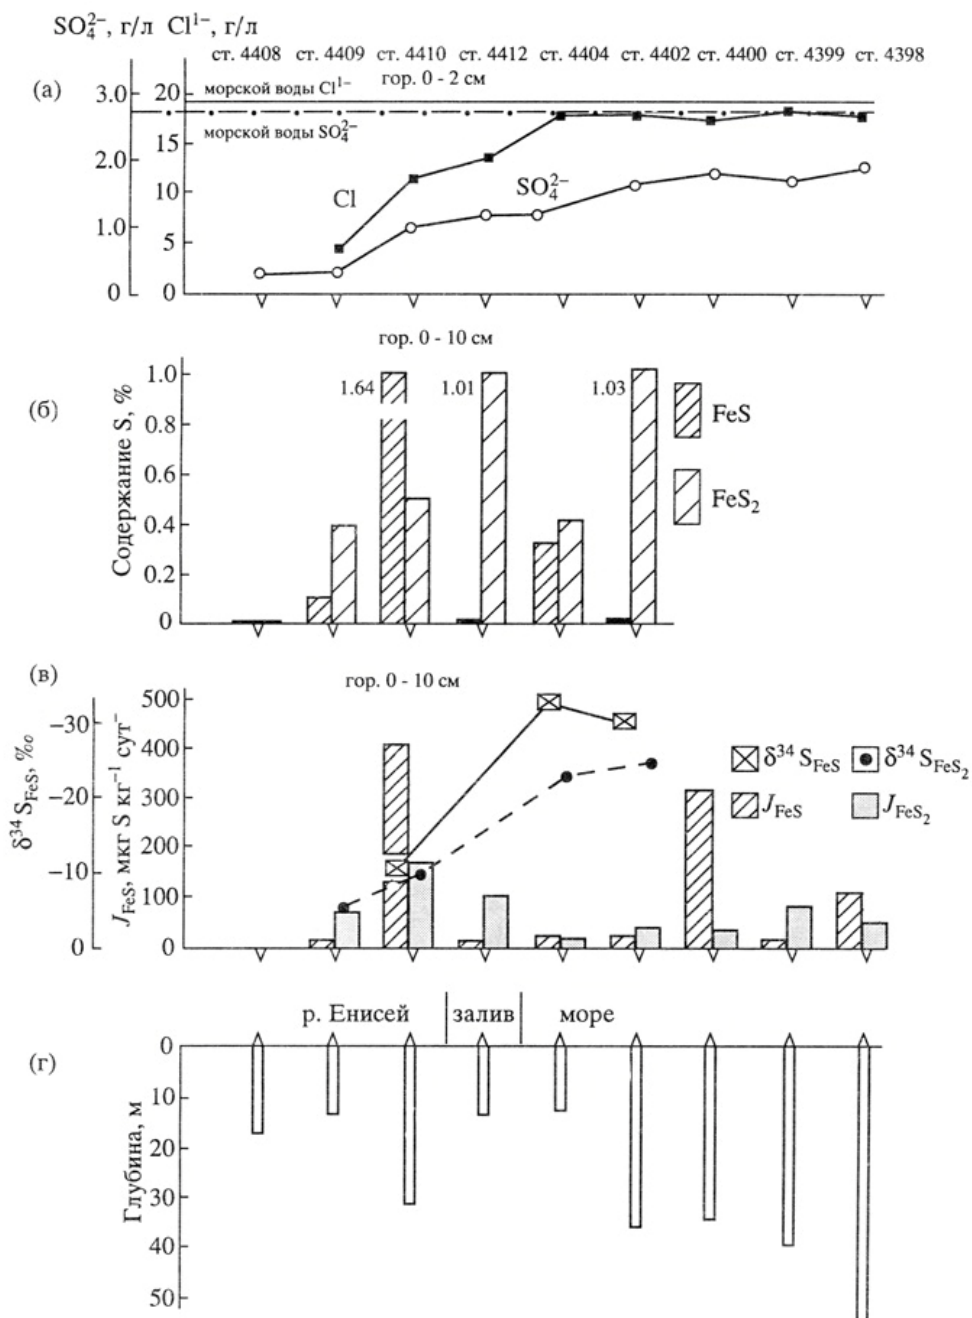 SO₄²⁻, г/л Cl¹⁻, г/л
ст. 4408 ст. 4409 ст. 4410 ст. 4412 ст. 4404 ст. 4402 ст. 4400 ст. 4399 ст. 4398
гор. 0 - 2 см
(а)
3.0 20
морской воды Cl¹⁻
морской воды SO₄²⁻
15
2.0
10
Cl
SO₄²⁻
1.0
5
0 0
гор. 0 - 10 см
(б)
Содержание S, %
1.0
0.8
0.6
0.4
0.2
0
1.64
1.01
1.03
FeS
FeS₂
(в)
гор. 0 - 10 см
δ³⁴ S_FeS, ‰
−30
−20
−10
0
J_FeS, мкг S кг⁻¹ сут⁻
500
400
300
200
100
0
δ³⁴ S_FeS δ³⁴ S_FeS₂
J_FeS J_FeS₂
р. Енисей залив море
(г)
Глубина, м
0
10
20
30
40
50